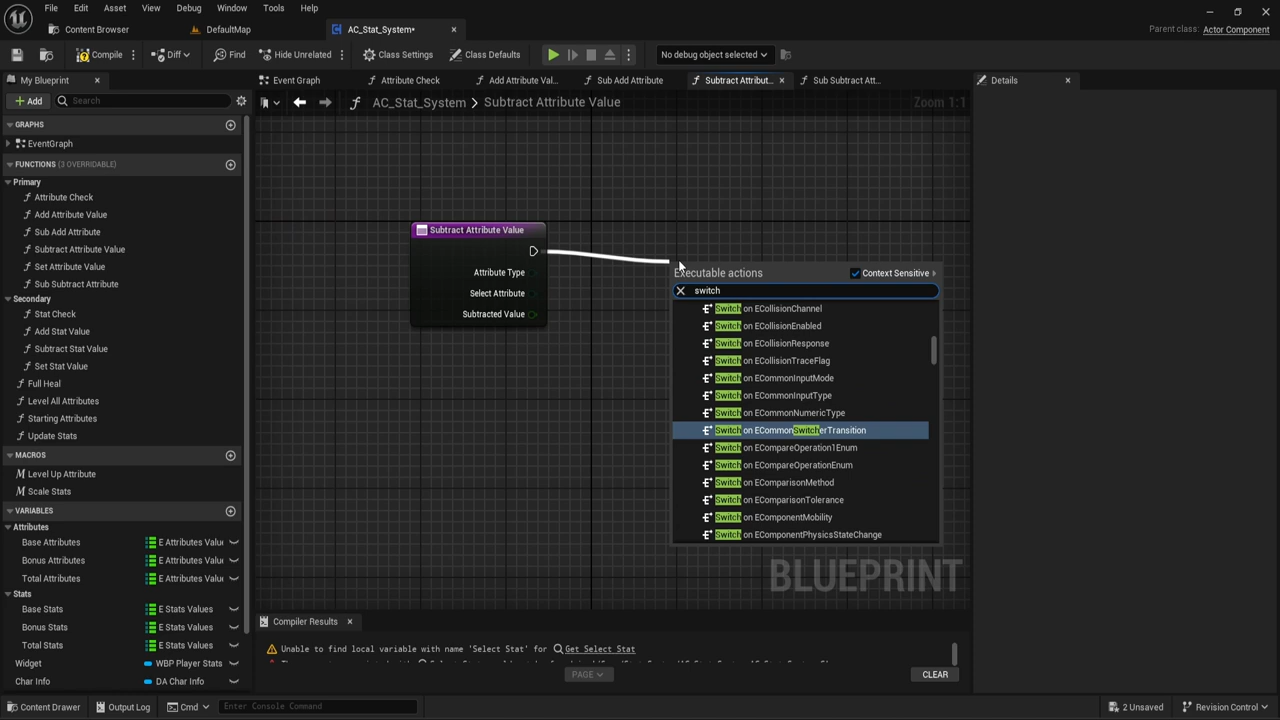 File Edit Asset View Debug Window Tools Help
Content Browser
DefaultMap
AC_Stat_System*
Parent class: Actor Component
Compile
Diff
Find
Hide Unrelated
Class Settings
Class Defaults
No debug object selected
My Blueprint
Event Graph
Attribute Check
Add Attribute Val...
Sub Add Attribute
Subtract Attribut...
Sub Subtract Att...
Details
Add
Search
AC_Stat_System > Subtract Attribute Value
Zoom 1:1
GRAPHS
EventGraph
FUNCTIONS (3 OVERRIDABLE)
Primary
Attribute Check
Add Attribute Value
Sub Add Attribute
Subtract Attribute Value
Set Attribute Value
Sub Subtract Attribute
Secondary
Stat Check
Add Stat Value
Subtract Stat Value
Set Stat Value
Full Heal
Level All Attributes
Starting Attributes
Update Stats
MACROS
Level Up Attribute
Scale Stats
VARIABLES
Attributes
Base Attributes E Attributes Value
Bonus Attributes E Attributes Value
Total Attributes E Attributes Value
Stats
Base Stats E Stats Values
Bonus Stats E Stats Values
Total Stats E Stats Values
Widget WBP Player Stats
Char Info DA Char Info
Subtract Attribute Value
Attribute Type
Select Attribute
Subtracted Value
Executable actions
Context Sensitive
switch
Switch on ECollisionChannel
Switch on ECollisionEnabled
Switch on ECollisionResponse
Switch on ECollisionTraceFlag
Switch on ECommonInputMode
Switch on ECommonInputType
Switch on ECommonNumericType
Switch on ECommonSwitcherTransition
Switch on ECompareOperation1Enum
Switch on ECompareOperationEnum
Switch on EComparisonMethod
Switch on EComparisonTolerance
Switch on EComponentMobility
Switch on EComponentPhysicsStateChange
BLUEPRINT
Compiler Results
Unable to find local variable with name 'Select Stat' for Get Select Stat
PAGE
CLEAR
Content Drawer
Output Log
Cmd
Enter Console Command
2 Unsaved
Revision Control